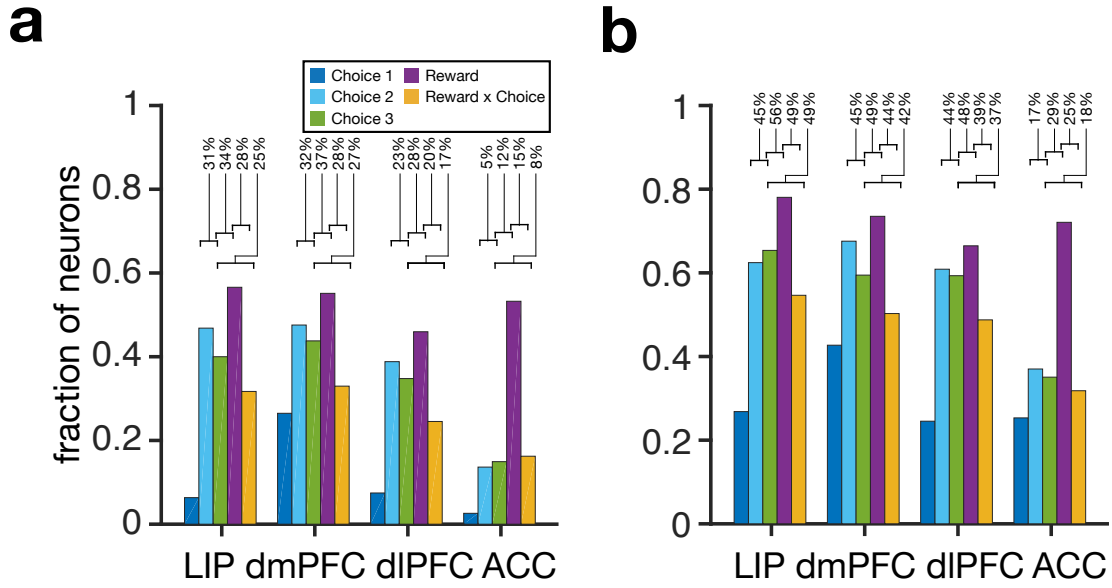 a
b
Choice 1 Reward
Choice 2 Reward x Choice
Choice 3
fraction of neurons
1
0.8
0.6
0.4
0.2
0
31% 34% 28% 25% 32% 37% 28% 27% 23% 28% 20% 17% 5% 12% 15% 8%
LIP dmPFC dlPFC ACC
1
0.8
0.6
0.4
0.2
0
45% 56% 49% 49% 45% 49% 44% 42% 44% 48% 39% 37% 17% 29% 25% 18%
LIP dmPFC dlPFC ACC